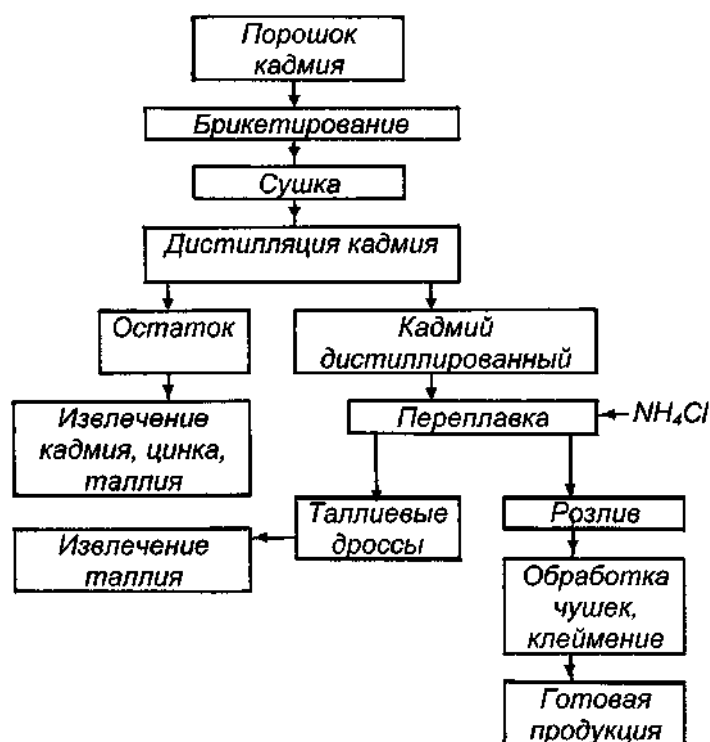 Порошок
кадмия
Брикетирование
Сушка
Дистилляция кадмия
Остаток
Кадмий
дистиллированный
Извлечение
кадмия, цинка,
таллия
Переплавка
NH₄Cl
Таллиевые
дроссы
Извлечение
таллия
Розлив
Обработка
чушек,
клеймение
Готовая
продукция